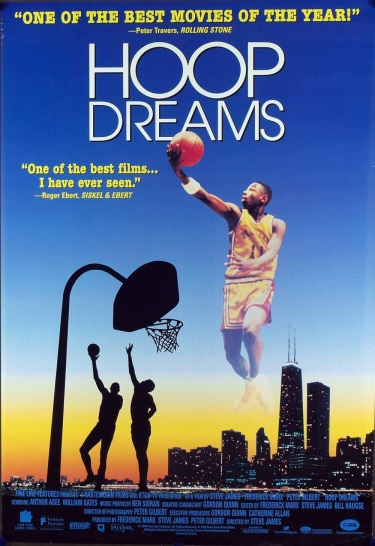 "ONE OF THE BEST MOVIES OF THE YEAR!"
—Peter Travers, ROLLING STONE
HOOP
DREAMS
"One of the best films...
I have ever seen."
—Roger Ebert, SISKEL & EBERT
FINE LINE FEATURES PRESENTS A KARTEMQUIN FILMS AND KTCA-TV PRODUCTION A FILM BY STEVE JAMES FREDERICK MARX PETER GILBERT "HOOP DREAMS"
STARRING ARTHUR AGEE WILLIAM GATES MUSIC PRODUCER BEN SIDRAN CREATIVE CONSULTANT GORDON QUINN EDITED BY FREDERICK MARX STEVE JAMES BILL HAUGSE
DIRECTOR OF PHOTOGRAPHY PETER GILBERT EXECUTIVE PRODUCERS GORDON QUINN CATHERINE ALLAN
PRODUCED BY FREDERICK MARX STEVE JAMES PETER GILBERT DIRECTED BY STEVE JAMES